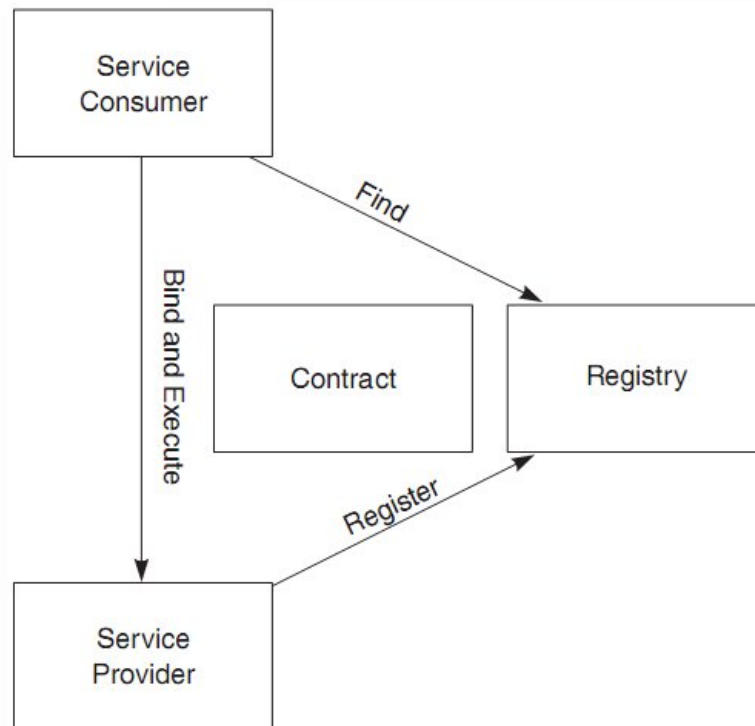 Service
Consumer
Find
Bind and Execute
Contract
Registry
Register
Service
Provider